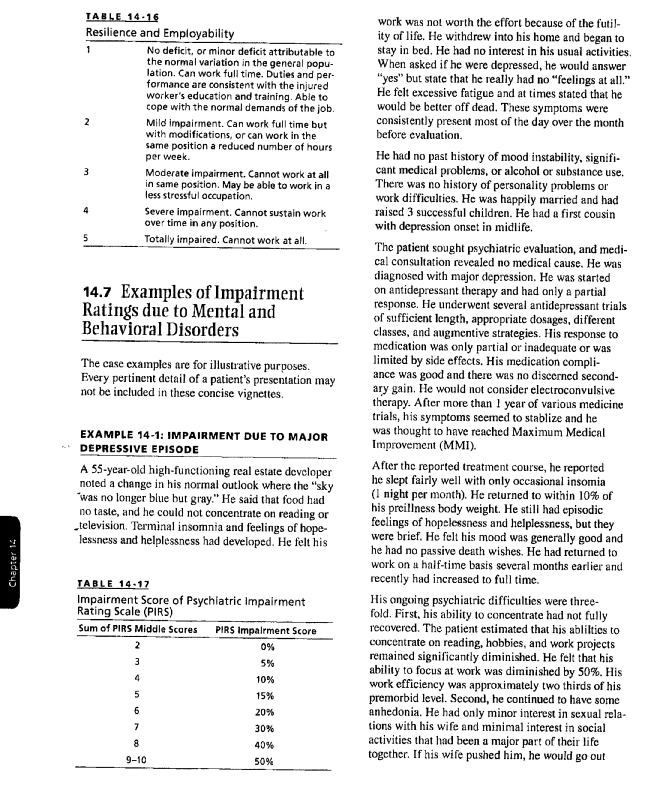 TABLE 14-16
Resilience and Employability
1 No deficit, or minor deficit attributable to
the normal variation in the general popu-
lation. Can work full time. Duties and per-
formance are consistent with the injured
worker's education and training. Able to
cope with the normal demands of the job.
2 Mild impairment. Can work full time but
with modifications, or can work in the
same position a reduced number of hours
per week.
3 Moderate impairment. Cannot work at all
in same position. May be able to work in a
less stressful occupation.
4 Severe impairment. Cannot sustain work
over time in any position.
5 Totally impaired. Cannot work at all.
14.7 Examples of Impairment
Ratings due to Mental and
Behavioral Disorders
The case examples are for illustrative purposes.
Every pertinent detail of a patient's presentation may
not be included in these concise vignettes.
EXAMPLE 14-1: IMPAIRMENT DUE TO MAJOR
DEPRESSIVE EPISODE
A 55-year-old high-functioning real estate developer
noted a change in his normal outlook where the "sky
was no longer blue but gray." He said that food had
no taste, and he could not concentrate on reading or
television. Terminal insomnia and feelings of hope-
lessness and helplessness had developed. He felt his
Chapter 14
TABLE 14-17
Impairment Score of Psychiatric Impairment
Rating Scale (PIRS)
Sum of PIRS Middle Scores PIRS Impairment Score
2 0%
3 5%
4 10%
5 15%
6 20%
7 30%
8 40%
9–10 50%
work was not worth the effort because of the futil-
ity of life. He withdrew into his home and began to
stay in bed. He had no interest in his usual activities.
When asked if he were depressed, he would answer
"yes" but state that he really had no "feelings at all."
He felt excessive fatigue and at times stated that he
would be better off dead. These symptoms were
consistently present most of the day over the month
before evaluation.
He had no past history of mood instability, signifi-
cant medical problems, or alcohol or substance use.
There was no history of personality problems or
work difficulties. He was happily married and had
raised 3 successful children. He had a first cousin
with depression onset in midlife.
The patient sought psychiatric evaluation, and medi-
cal consultation revealed no medical cause. He was
diagnosed with major depression. He was started
on antidepressant therapy and had only a partial
response. He underwent several antidepressant trials
of sufficient length, appropriate dosages, different
classes, and augmentive strategies. His response to
medication was only partial or inadequate or was
limited by side effects. His medication compli-
ance was good and there was no discerned second-
ary gain. He would not consider electroconvulsive
therapy. After more than 1 year of various medicine
trials, his symptoms seemed to stablize and he
was thought to have reached Maximum Medical
Improvement (MMI).
After the reported treatment course, he reported
he slept fairly well with only occasional insomia
(1 night per month). He returned to within 10% of
his preillness body weight. He still had episodic
feelings of hopelessness and helplessness, but they
were brief. He felt his mood was generally good and
he had no passive death wishes. He had returned to
work on a half-time basis several months earlier and
recently had increased to full time.
His ongoing psychiatric difficulties were three-
fold. First, his ability to concentrate had not fully
recovered. The patient estimated that his abilities to
concentrate on reading, hobbies, and work projects
remained significantly diminished. He felt that his
ability to focus at work was diminished by 50%. His
work efficiency was approximately two thirds of his
premorbid level. Second, he continued to have some
anhedonia. He had only minor interest in sexual rela-
tions with his wife and minimal interest in social
activities that had been a major part of their life
together. If his wife pushed him, he would go out